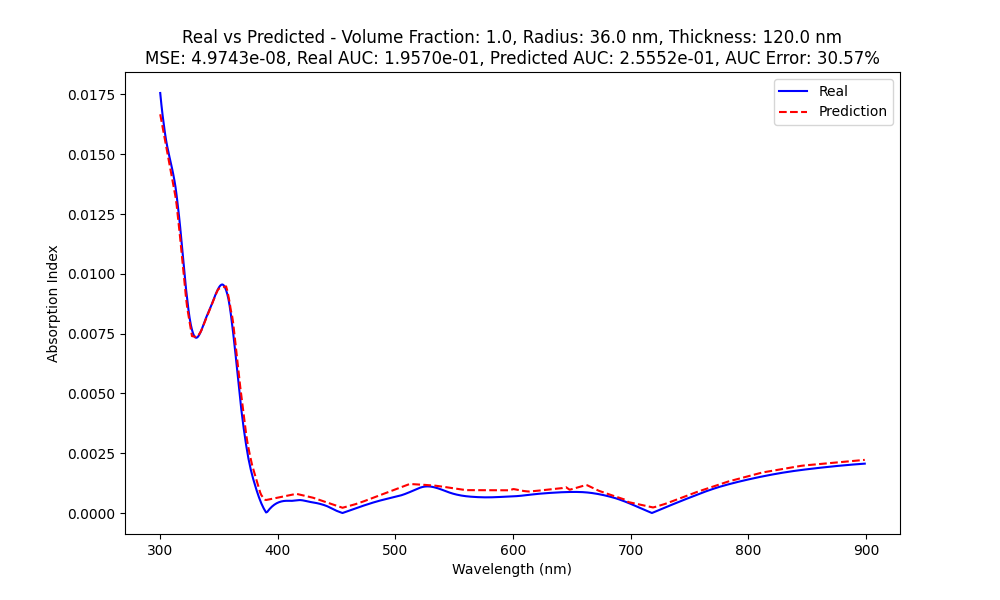 Real vs Predicted - Volume Fraction: 1.0, Radius: 36.0 nm, Thickness: 120.0 nm
MSE: 4.9743e-08, Real AUC: 1.9570e-01, Predicted AUC: 2.5552e-01, AUC Error: 30.57%
Real
Prediction
0.0175
0.0150
0.0125
0.0100
0.0075
0.0050
0.0025
0.0000
Absorption Index
300 400 500 600 700 800 900
Wavelength (nm)